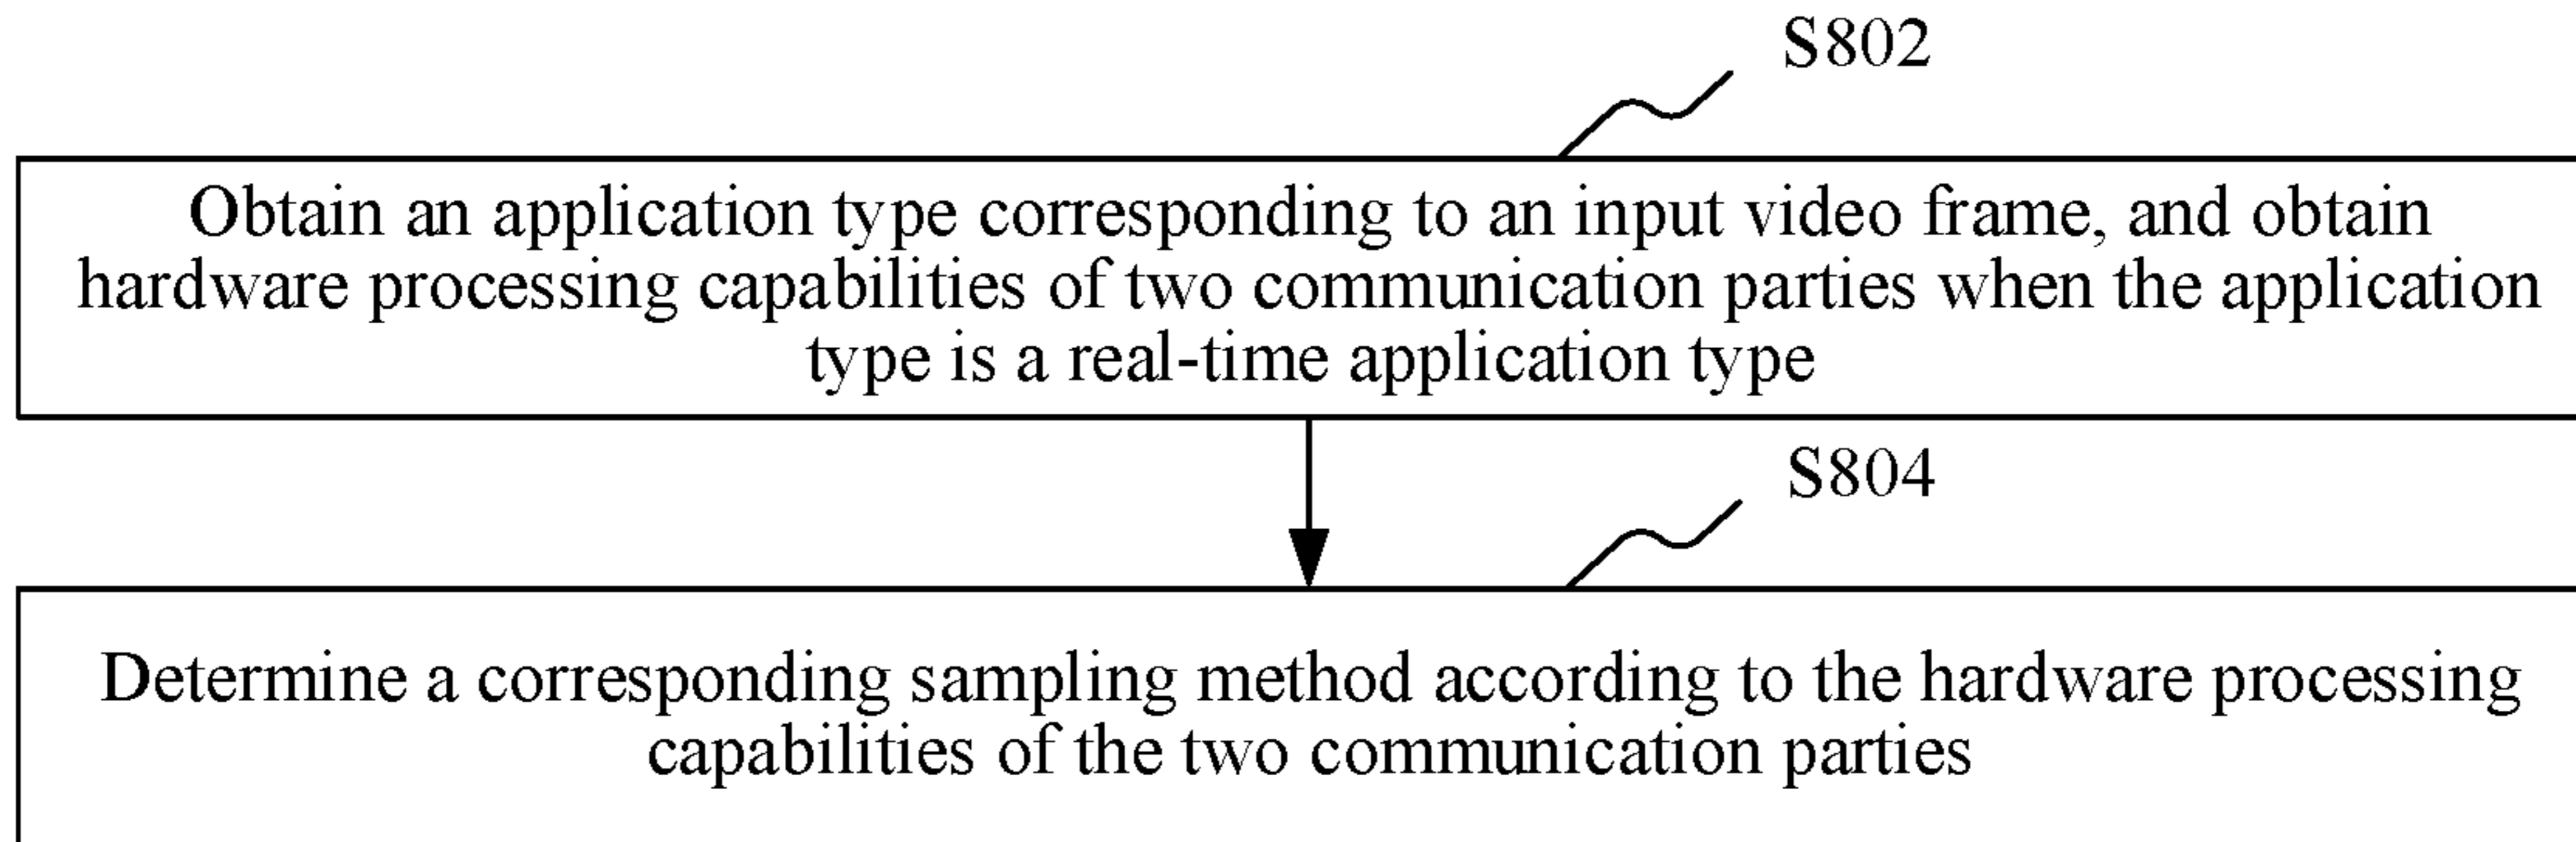 S802
Obtain an application type corresponding to an input video frame, and obtain
hardware processing capabilities of two communication parties when the application
type is a real-time application type
S804
Determine a corresponding sampling method according to the hardware processing
capabilities of the two communication parties